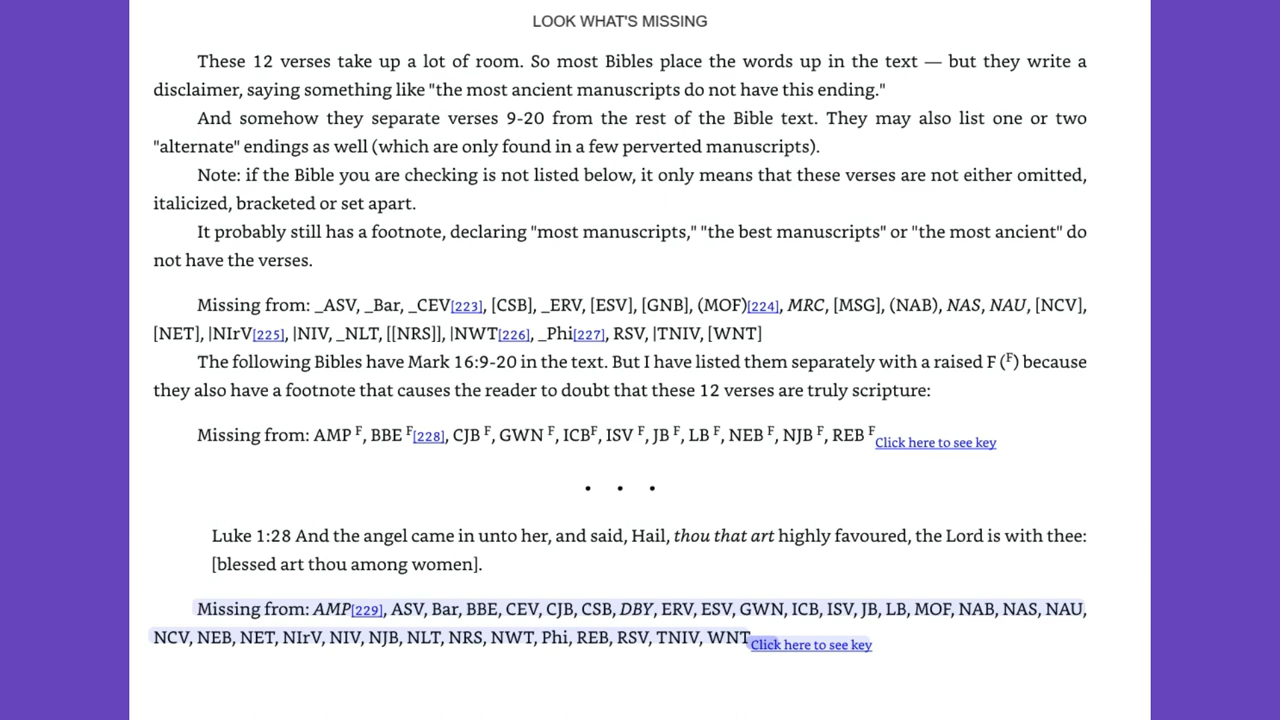 LOOK WHAT'S MISSING
These 12 verses take up a lot of room. So most Bibles place the words up in the text — but they write a
disclaimer, saying something like "the most ancient manuscripts do not have this ending."
And somehow they separate verses 9-20 from the rest of the Bible text. They may also list one or two
"alternate" endings as well (which are only found in a few perverted manuscripts).
Note: if the Bible you are checking is not listed below, it only means that these verses are not either omitted,
italicized, bracketed or set apart.
It probably still has a footnote, declaring "most manuscripts," "the best manuscripts" or "the most ancient" do
not have the verses.
Missing from: _ASV, _Bar, _CEV[223], [CSB], _ERV, [ESV], [GNB], (MOF)[224], MRC, [MSG], (NAB), NAS, NAU, [NCV],
[NET], |NIrV[225], |NIV, _NLT, [[NRS]], |NWT[226], _Phi[227], RSV, |TNIV, [WNT]
The following Bibles have Mark 16:9-20 in the text. But I have listed them separately with a raised F (F) because
they also have a footnote that causes the reader to doubt that these 12 verses are truly scripture:
Missing from: AMP F, BBE F[228], CJB F, GWN F, ICBF, ISV F, JB F, LB F, NEB F, NJB F, REB F Click here to see key
• • •
Luke 1:28 And the angel came in unto her, and said, Hail, thou that art highly favoured, the Lord is with thee:
[blessed art thou among women].
Missing from: AMP[229], ASV, Bar, BBE, CEV, CJB, CSB, DBY, ERV, ESV, GWN, ICB, ISV, JB, LB, MOF, NAB, NAS, NAU,
NCV, NEB, NET, NIrV, NIV, NJB, NLT, NRS, NWT, Phi, REB, RSV, TNIV, WNT Click here to see key